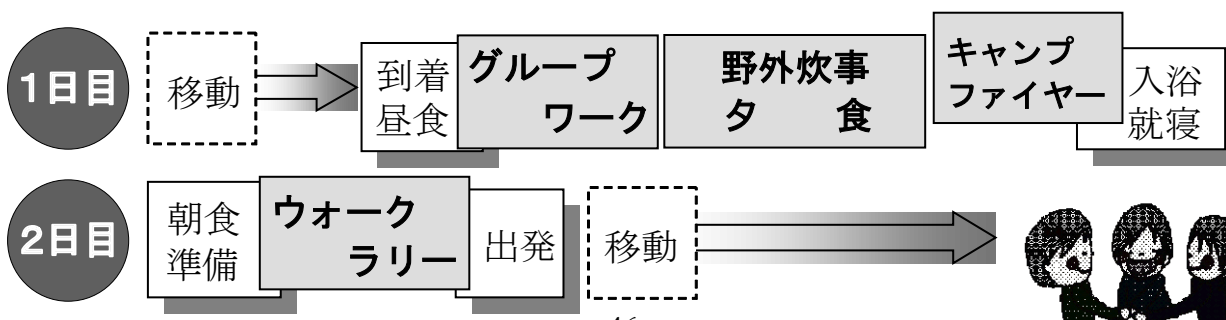 1日目
移動
到着
昼食
グループ
ワーク
野外炊事
夕　食
キャンプ
ファイヤー
入浴
就寝
2日目
朝食
準備
ウォーク
ラリー
出発
移動